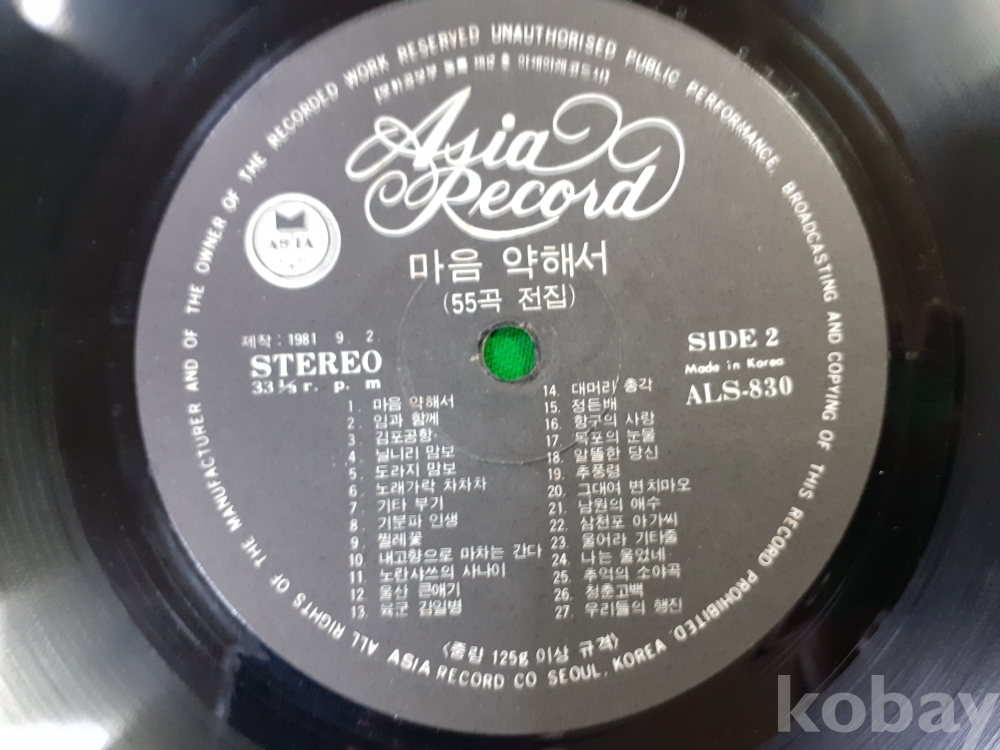 ALL RIGHTS OF THE MANUFACTURER AND OF THE OWNER OF THE RECORDED WORK RESERVED UNAUTHORISED PUBLIC PERFORMANCE, BROADCASTING AND COPYING OF THIS RECORD PROHIBITED
Asia
Record
ASIA
마음 약해서
(55곡 전집)
제작 : 1981 9. 2.
STEREO
33 ⅓ r. p. m
SIDE 2
Made in Korea
ALS-830
1. 마음 약해서
2. 임과 함께
3. 김포공항
4. 닐니리 맘보
5. 도라지 맘보
6. 노래가락 차차차
7. 기타 부기
8. 기분파 인생
9. 찔레꽃
10. 내고향으로 마차는 간다
11. 노란샤쓰의 사나이
12. 울산 큰애기
13. 육군 김일병
14. 대머리 총각
15. 정든배
16. 항구의 사랑
17. 목포의 눈물
18. 알뜰한 당신
19. 추풍령
20. 그대여 변치마오
21. 남원의 애수
22. 삼천포 아가씨
23. 울어라 기타줄
24. 나는 울었네
25. 추억의 소야곡
26. 청춘고백
27. 우리들의 행진
<중량 125g 이상 규격>
ASIA RECORD CO SEOUL, KOREA
kobay